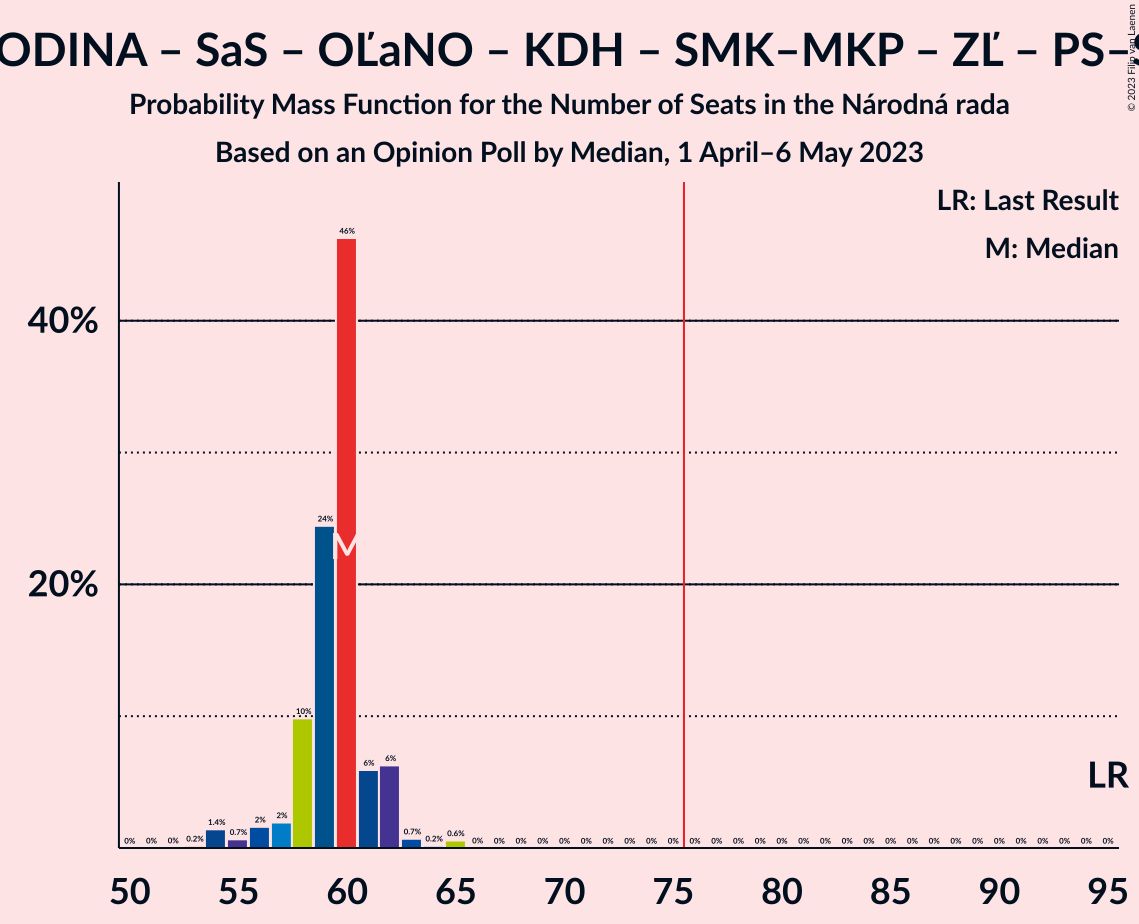 ODINA – SaS – OĽaNO – KDH – SMK–MKP – ZĽ – PS–
© 2023 Filip van Laenen
Probability Mass Function for the Number of Seats in the Národná rada
Based on an Opinion Poll by Median, 1 April–6 May 2023
LR: Last Result
M: Median
40%
20%
0% 0% 0% 0.2% 1.4% 0.7% 2% 2% 10% 24% 46% 6% 6% 0.7% 0.2% 0.6% 0% 0% 0% 0% 0% 0% 0% 0% 0% 0% 0% 0% 0% 0% 0% 0% 0% 0% 0% 0% 0% 0% 0% 0% 0% 0% 0% 0% 0% 0%
M
LR
50 55 60 65 70 75 80 85 90 95